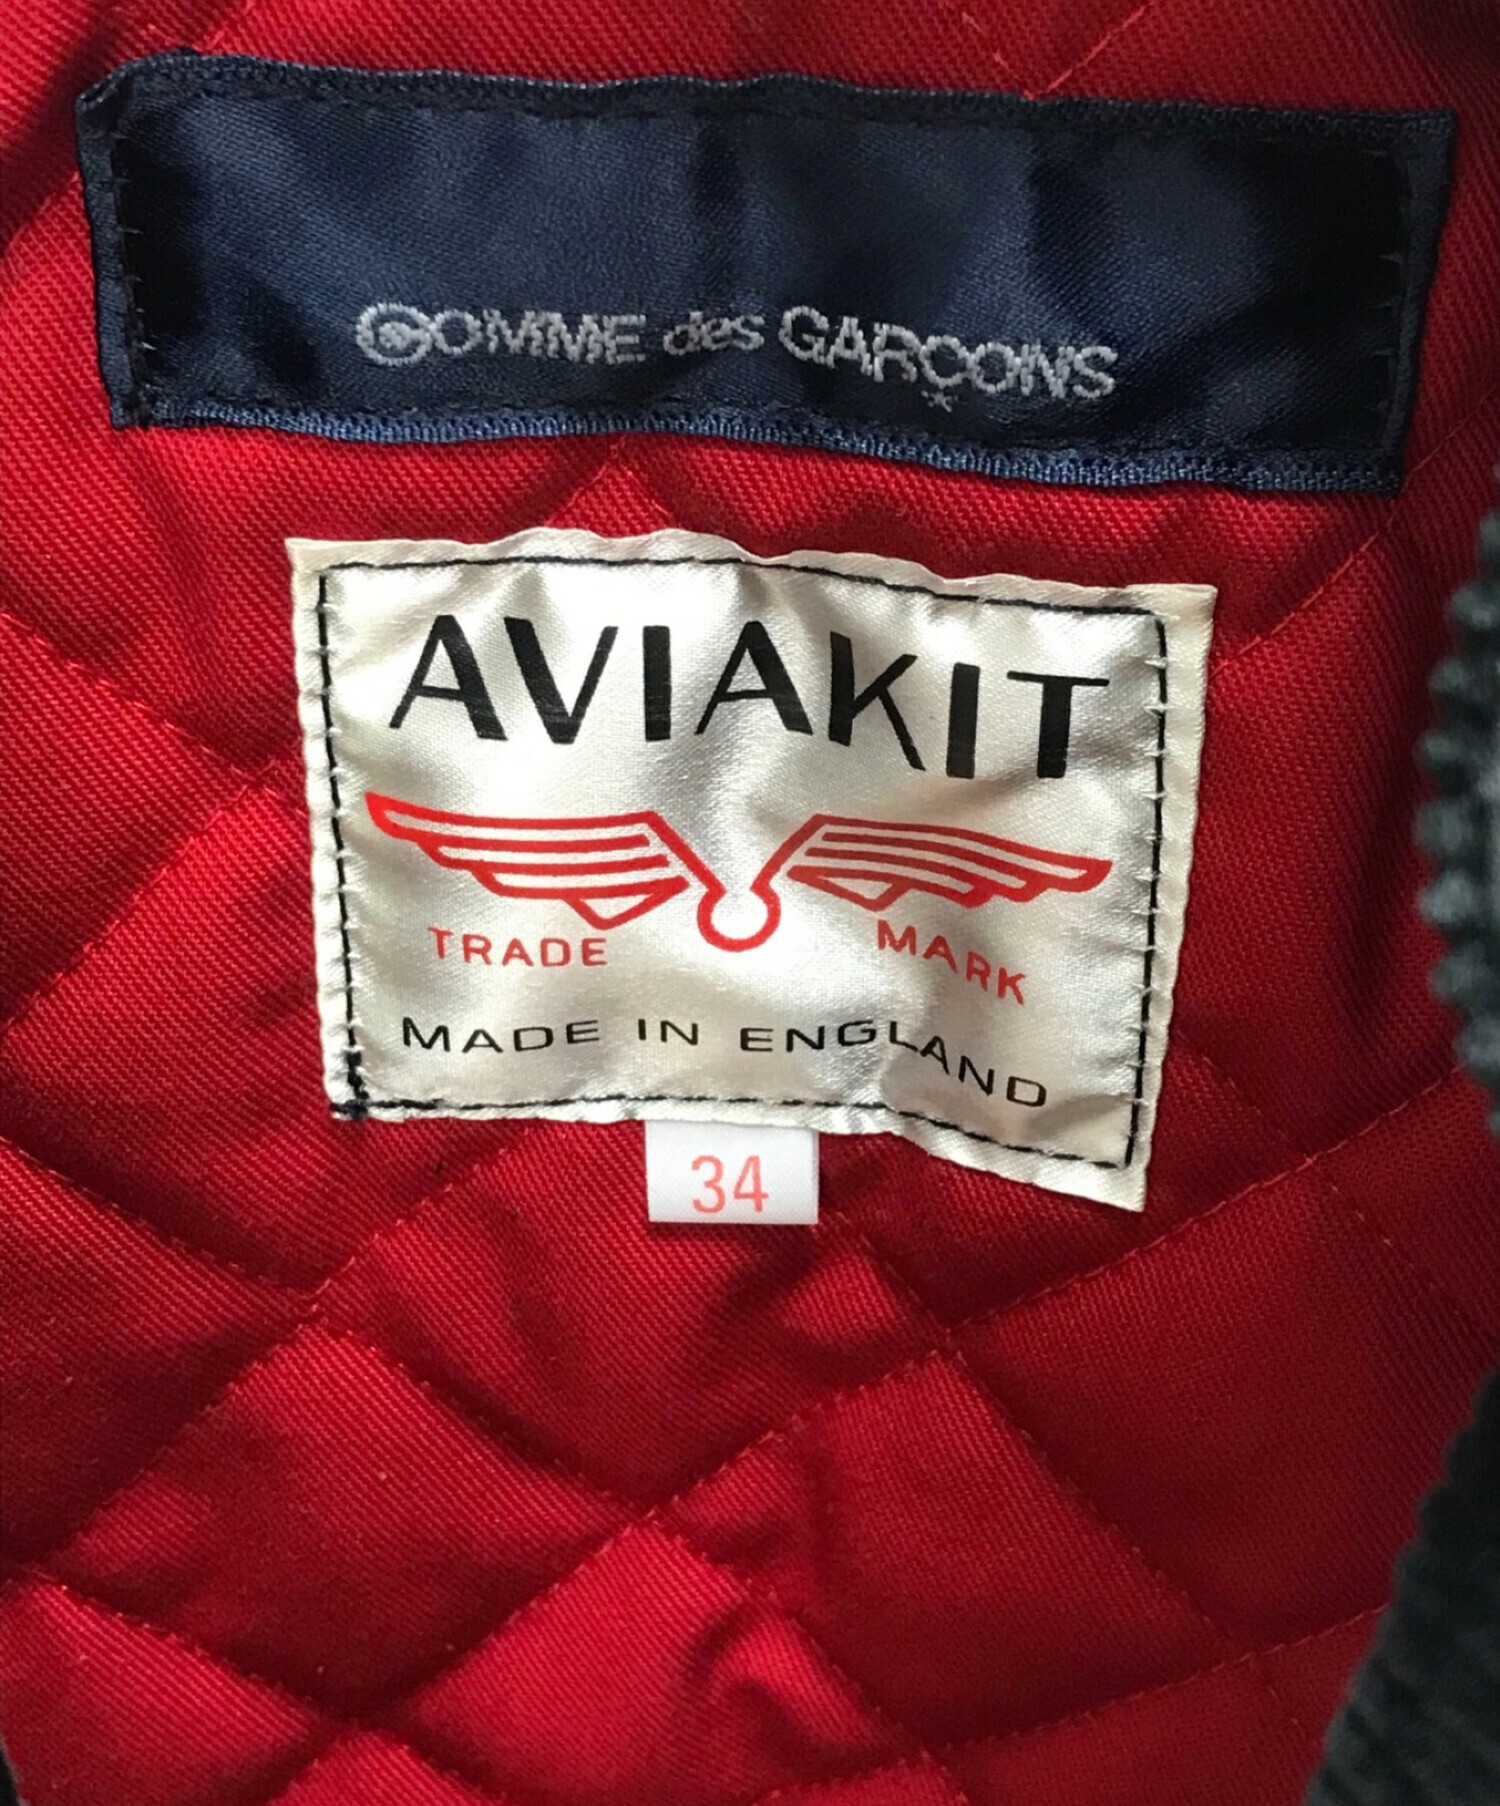 COMME des GARÇONS
AVIAKIT
TRADE MARK
MADE IN ENGLAND
34